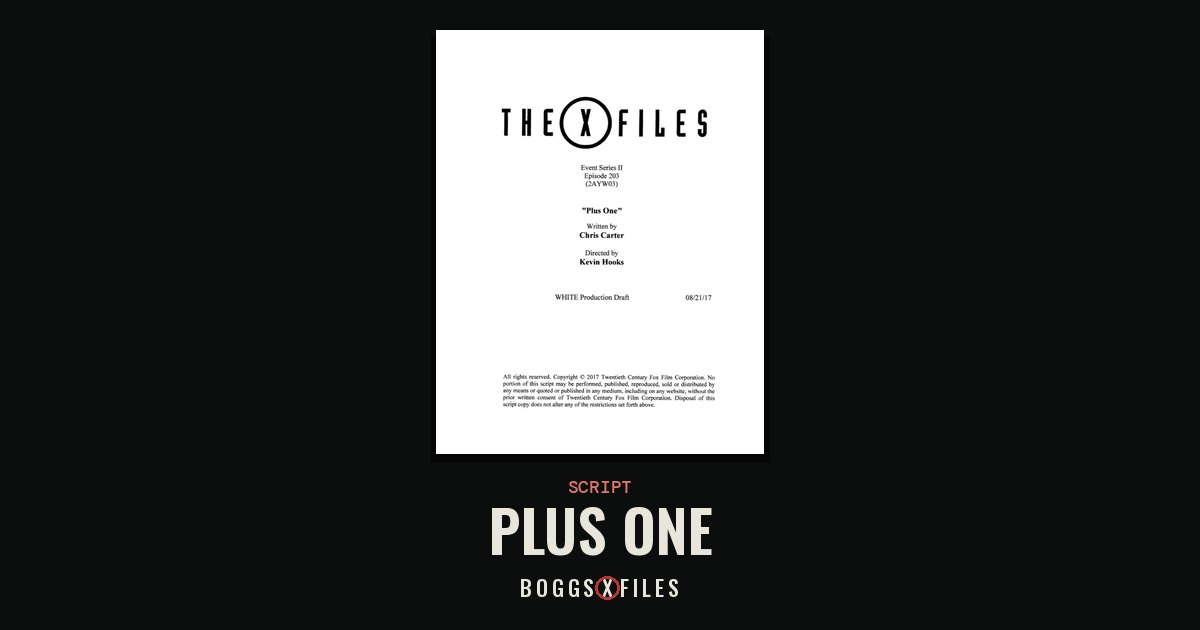 THE X FILES
Event Series II
Episode 203
(2AYW03)
"Plus One"
Written by
Chris Carter
Directed by
Kevin Hooks
WHITE Production Draft 08/21/17
All rights reserved. Copyright © 2017 Twentieth Century Fox Film Corporation. No
portion of this script may be performed, published, reproduced, sold or distributed by
any means or quoted or published in any medium, including on any website, without the
prior written consent of Twentieth Century Fox Film Corporation. Disposal of this
script copy does not alter any of the restrictions set forth above.
SCRIPT
PLUS ONE
BOGGS X FILES